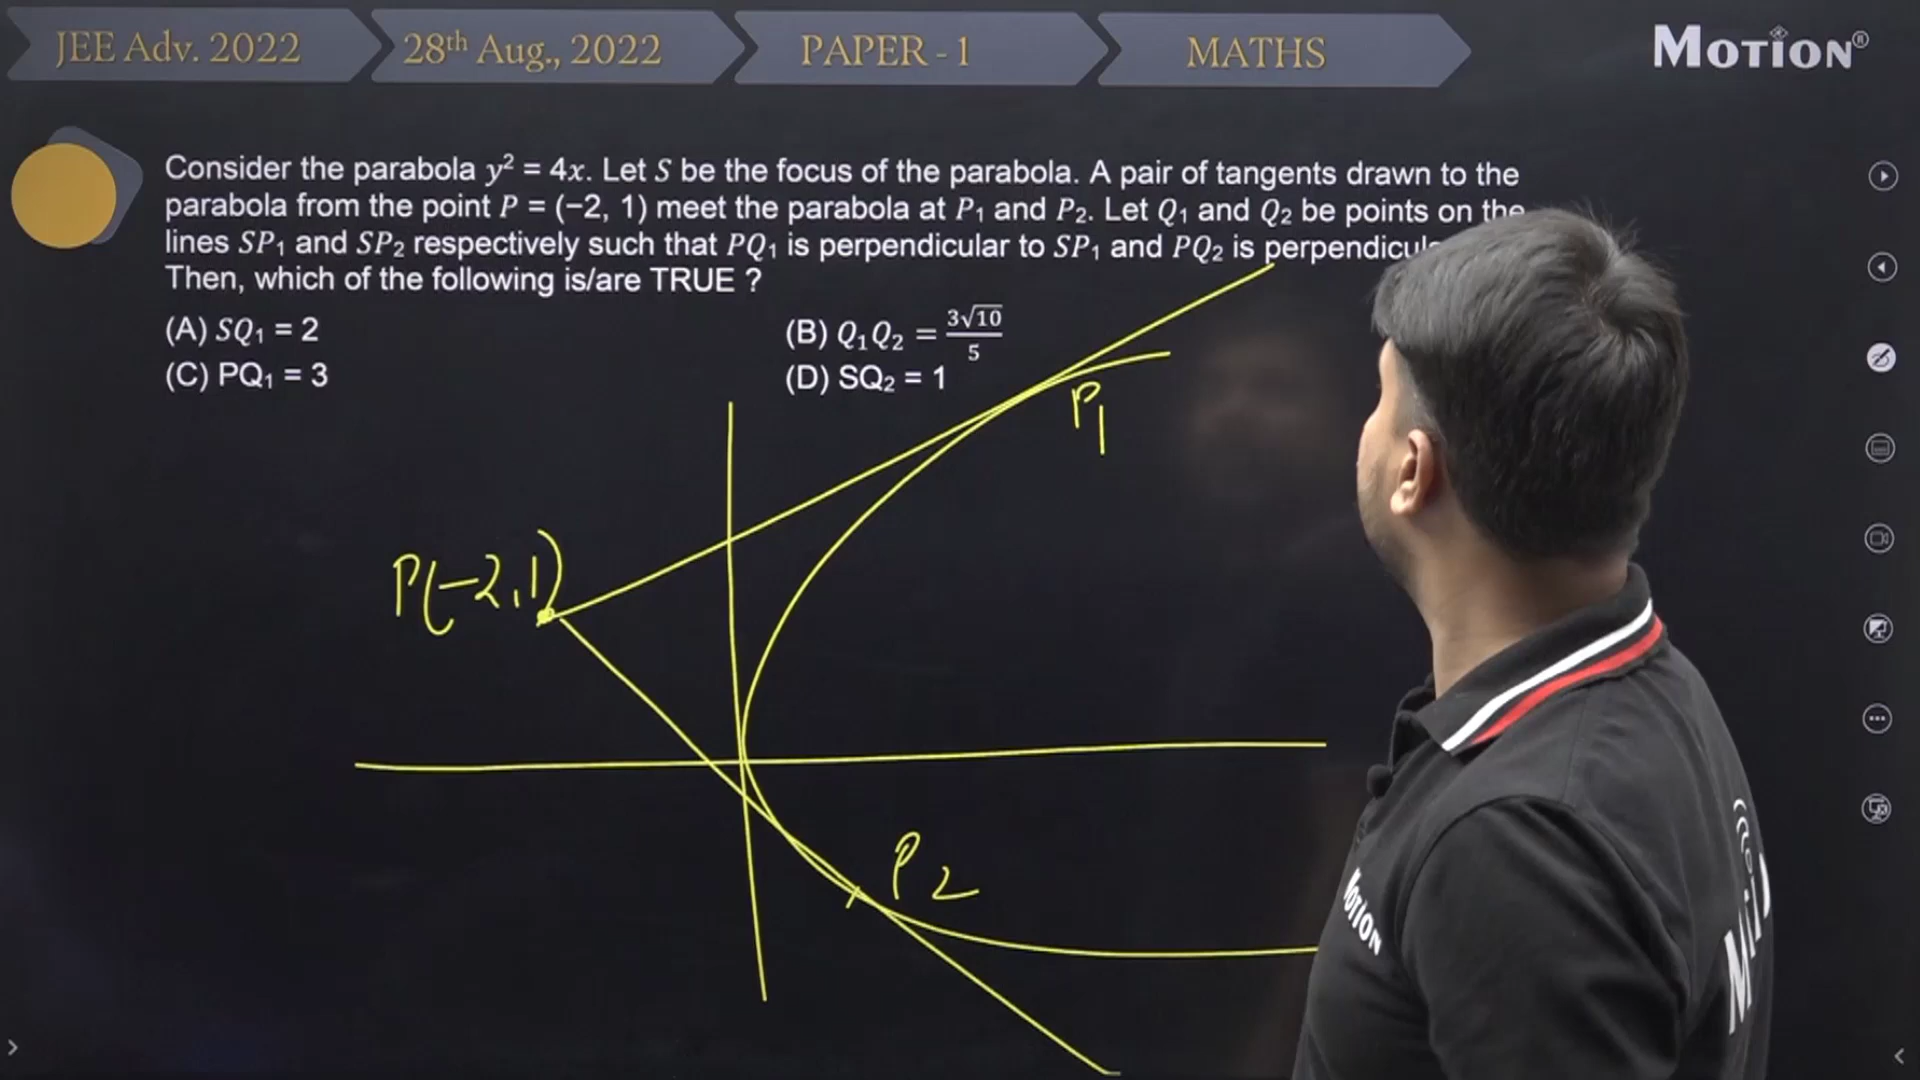 JEE Adv. 2022
28th Aug., 2022
PAPER - 1
MATHS
MOTION®
Consider the parabola y² = 4x. Let S be the focus of the parabola. A pair of tangents drawn to the
parabola from the point P = (−2, 1) meet the parabola at P₁ and P₂. Let Q₁ and Q₂ be points on the
lines SP₁ and SP₂ respectively such that PQ₁ is perpendicular to SP₁ and PQ₂ is
Then, which of the following is/are TRUE ?
(A) SQ₁ = 2
(B) Q₁Q₂ = 3√10/5
(C) PQ₁ = 3
(D) SQ₂ = 1
P₁
P(-2,1)
P₂
MOTION